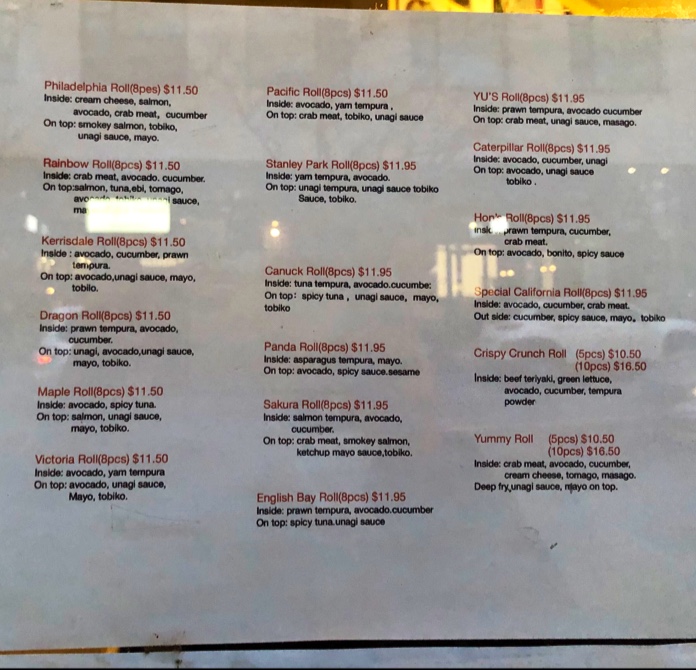 Philadelphia Roll(8pes) $11.50
Inside: cream cheese, salmon,
avocado, crab meat, cucumber
On top: smokey salmon, tobiko,
unagi sauce, mayo.
Rainbow Roll(8pcs) $11.50
Inside: crab meat, avocado. cucumber.
On top:salmon, tuna,ebi, tomago,
sauce,
Kerrisdale Roll(8pcs) $11.50
Inside : avocado, cucumber, prawn
tempura.
On top: avocado,unagi sauce, mayo,
tobiio.
Dragon Roll(8pcs) $11.50
Inside: prawn tempura, avocado,
cucumber.
On top: unagi, avocado,unagi sauce,
mayo, tobiko.
Maple Roll(8pcs) $11.50
Inside: avocado, spicy tuna.
On top: salmon, unagi sauce,
mayo, tobiko.
Victoria Roll(8pcs) $11.50
Inside: avocado, yam tempura
On top: avocado, unagi sauce,
Mayo, tobiko.
Pacific Roll(8pcs) $11.50
Inside: avocado, yam tempura ,
On top: crab meat, tobiko, unagi sauce
Stanley Park Roll(8pcs) $11.95
Inside: yam tempura, avocado.
On top: unagi tempura, unagi sauce tobiko
Sauce, tobiko.
Canuck Roll(8pcs) $11.95
Inside: tuna tempura, avocado.cucumbe:
On top: spicy tuna , unagi sauce, mayo,
tobiko
Panda Roll(8pcs) $11.95
Inside: asparagus tempura, mayo.
On top: avocado, spicy sauce.sesame
Sakura Roll(8pcs) $11.95
Inside: salmon tempura, avocado,
cucumber.
On top: crab meat, smokey salmon,
ketchup mayo sauce,tobiko.
English Bay Roll(8pcs) $11.95
Inside: prawn tempura, avocado.cucumber
On top: spicy tuna.unagi sauce
YU'S Roll(8pcs) $11.95
Inside: prawn tempura, avocado cucumber
On top: crab meat, unagi sauce, masago.
Caterpillar Roll(8pcs) $11.95
Inside: avocado, cucumber, unagi
On top: avocado, unagi sauce
tobiko .
Roll(8pcs) $11.95
prawn tempura, cucumber,
crab meat.
On top: avocado, bonito, spicy sauce
Special California Roll(8pcs) $11.95
Inside: avocado, cucumber, crab meat.
Out side: cucumber, spicy sauce, mayo, tobiko
Crispy Crunch Roll (5pcs) $10.50
(10pcs) $16.50
Inside: beef teriyaki, green lettuce,
avocado, cucumber, tempura
powder
Yummy Roll (5pcs) $10.50
(10pcs) $16.50
Inside: crab meat, avocado, cucumber,
cream cheese, tomago, masago.
Deep fry,unagi sauce, mayo on top.